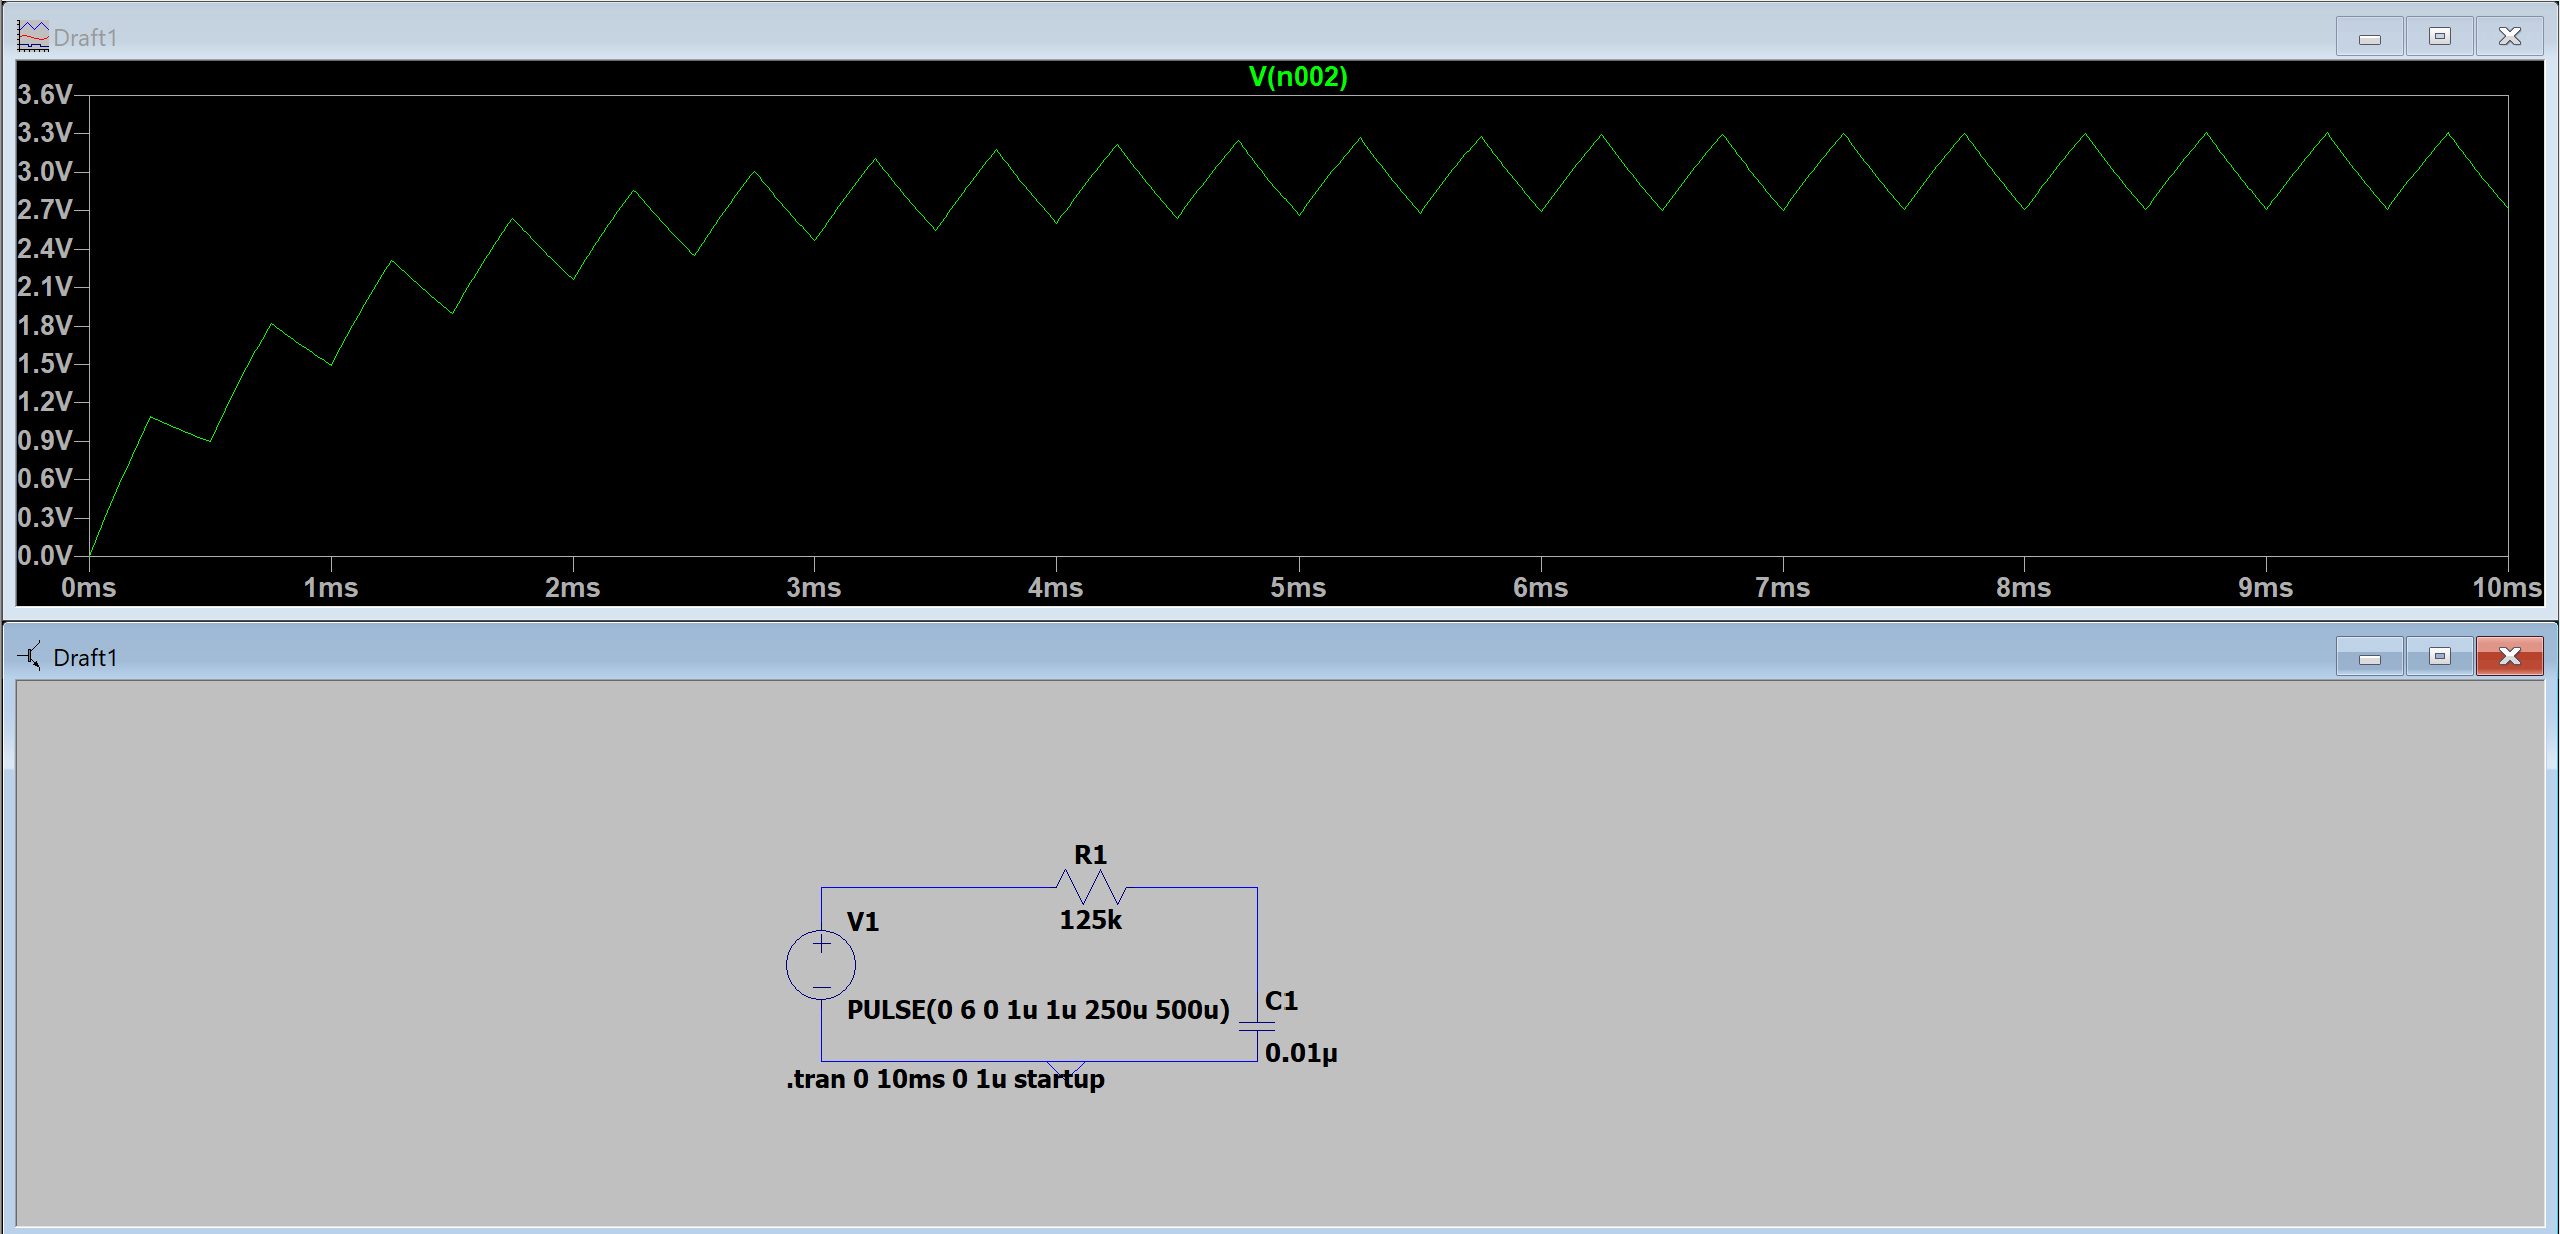 Draft1
V(n002)
3.6V
3.3V
3.0V
2.7V
2.4V
2.1V
1.8V
1.5V
1.2V
0.9V
0.6V
0.3V
0.0V
0ms 1ms 2ms 3ms 4ms 5ms 6ms 7ms 8ms 9ms 10ms
Draft1
R1
125k
V1
PULSE(0 6 0 1u 1u 250u 500u)
C1
0.01µ
.tran 0 10ms 0 1u startup